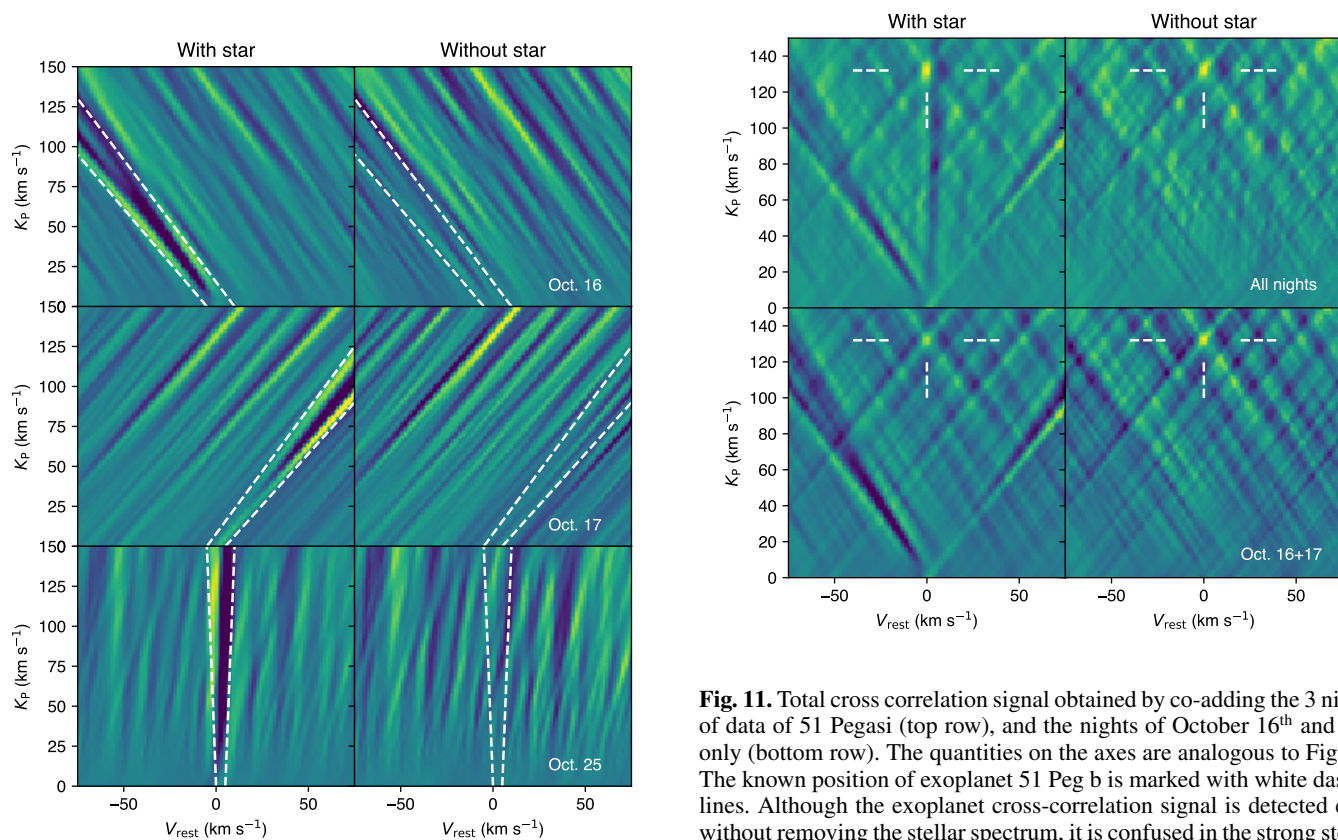 With star
Without star
150
125
100
75
50
25
0
K_P (km s⁻¹)
Oct. 16
150
125
100
75
50
25
0
K_P (km s⁻¹)
Oct. 17
150
125
100
75
50
25
0
K_P (km s⁻¹)
Oct. 25
−50 0 50 −50 0 50
V_rest (km s⁻¹) V_rest (km s⁻¹)
With star
Without star
140
120
100
80
60
40
20
0
K_P (km s⁻¹)
All nights
140
120
100
80
60
40
20
0
K_P (km s⁻¹)
Oct. 16+17
−50 0 50 −50 0 50
V_rest (km s⁻¹) V_rest (km s⁻¹)
Fig. 11. Total cross correlation signal obtained by co-adding the 3 ni
of data of 51 Pegasi (top row), and the nights of October 16th and
only (bottom row). The quantities on the axes are analogous to Fig
The known position of exoplanet 51 Peg b is marked with white das
lines. Although the exoplanet cross-correlation signal is detected
without removing the stellar spectrum, it is confused in the strong